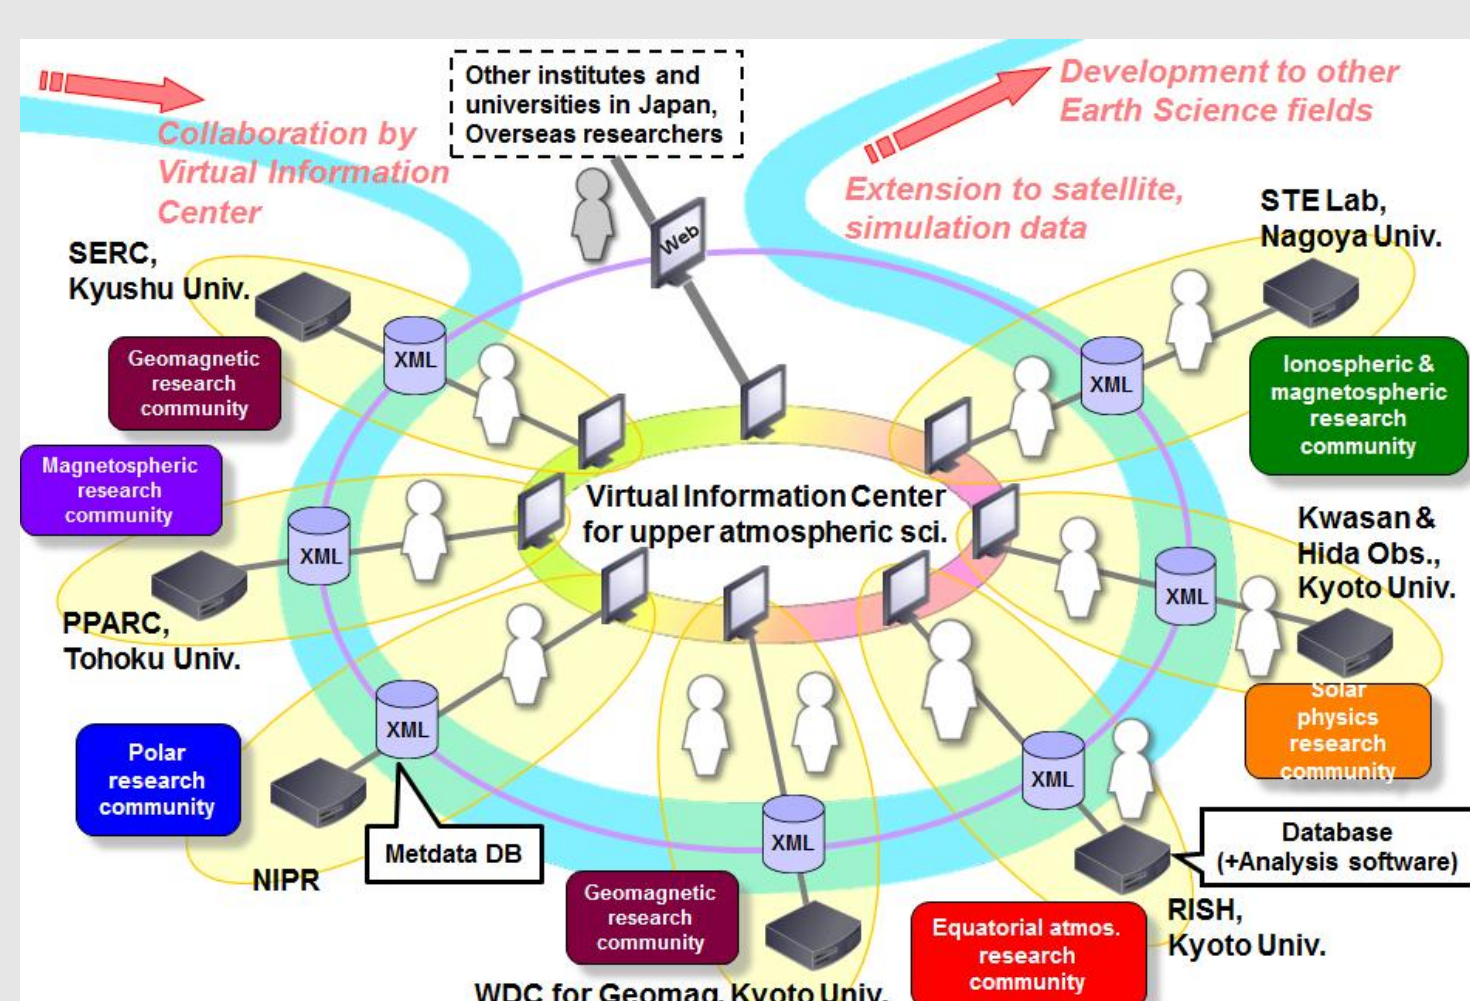 Other institutes and
universities in Japan,
Overseas researchers
Development to other
Earth Science fields
Collaboration by
Virtual Information
Center
Extension to satellite,
simulation data
STE Lab,
Nagoya Univ.
SERC,
Kyushu Univ.
Web
XML
Geomagnetic
research
community
XML
Ionospheric &
magnetospheric
research
community
Magnetospheric
research
community
Virtual Information Center
for upper atmospheric sci.
Kwasan &
Hida Obs.,
Kyoto Univ.
XML
XML
PPARC,
Tohoku Univ.
Solar
physics
research
community
XML
Polar
research
community
XML
Metdata DB
XML
Database
(+Analysis software)
NIPR
Geomagnetic
research
community
Equatorial atmos.
research
community
RISH,
Kyoto Univ.
WDC for Geomag. Kyoto Univ.